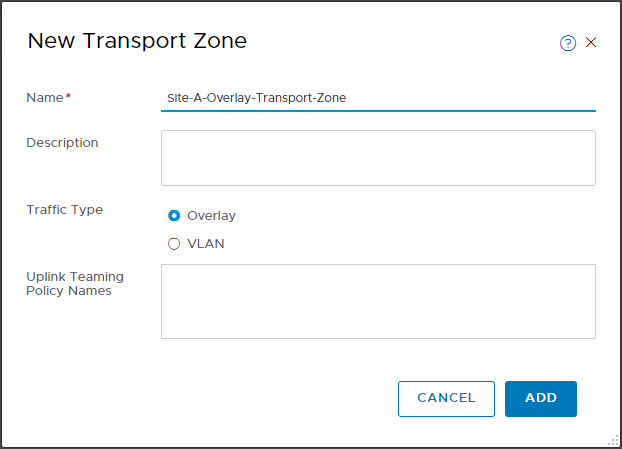 New Transport Zone
?
Name*
Site-A-Overlay-Transport-Zone
Description
Traffic Type
Overlay
VLAN
Uplink Teaming
Policy Names
CANCEL
ADD